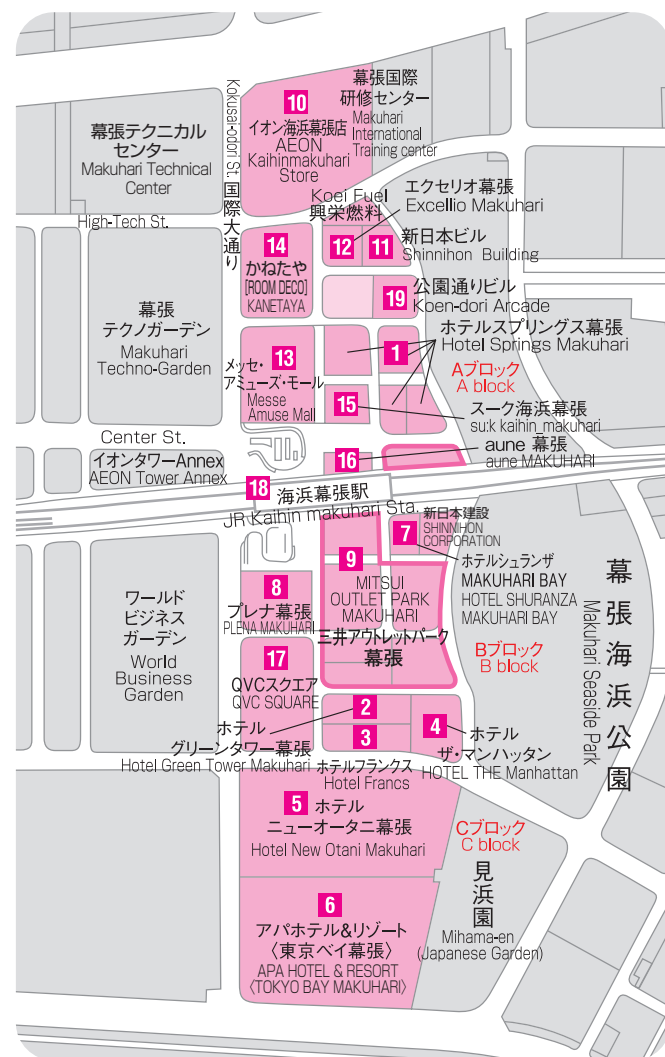 幕張国際
研修センター
Makuhari
International
Training center
10
イオン海浜幕張店
AEON
Kaihinmakuhari
Store
Kokusai-odori St.
国際大通り
幕張テクニカル
センター
Makuhari Technical
Center
High-Tech St.
Koei Fuel
興栄燃料
エクセリオ幕張
Excellio Makuhari
12
11
新日本ビル
Shinnihon Building
14
かねたや
[ROOM DECO]
KANETAYA
19
公園通りビル
Koen-dori Arcade
幕張
テクノガーデン
Makuhari
Techno-Garden
ホテルスプリングス幕張
Hotel Springs Makuhari
1
13
メッセ・
アミューズ・モール
Messe
Amuse Mall
Aブロック
A block
15
スーク海浜幕張
su:k kaihin_makuhari
Center St.
イオンタワーAnnex
AEON Tower Annex
16
aune 幕張
aune MAKUHARI
18
海浜幕張駅
JR Kaihin makuhari Sta.
新日本建設
SHINNIHON
CORPORATION
7
ホテルシュランザ
MAKUHARI BAY
HOTEL SHURANZA
MAKUHARI BAY
9
MITSUI
OUTLET PARK
MAKUHARI
三井アウトレットパーク
幕張
8
プレナ幕張
PLENA MAKUHARI
ワールド
ビジネス
ガーデン
World
Business
Garden
幕張海浜公園
Makuhari Seaside Park
Bブロック
B block
17
QVCスクエア
QVC SQUARE
2
ホテル
グリーンタワー幕張
Hotel Green Tower Makuhari
3
ホテルフランクス
Hotel Francs
4
ホテル
ザ・マンハッタン
HOTEL THE Manhattan
5
ホテル
ニューオータニ幕張
Hotel New Otani Makuhari
Cブロック
C block
見浜園
Mihama-en
(Japanese Garden)
6
アパホテル&リゾート
〈東京ベイ幕張〉
APA HOTEL & RESORT
〈TOKYO BAY MAKUHARI〉